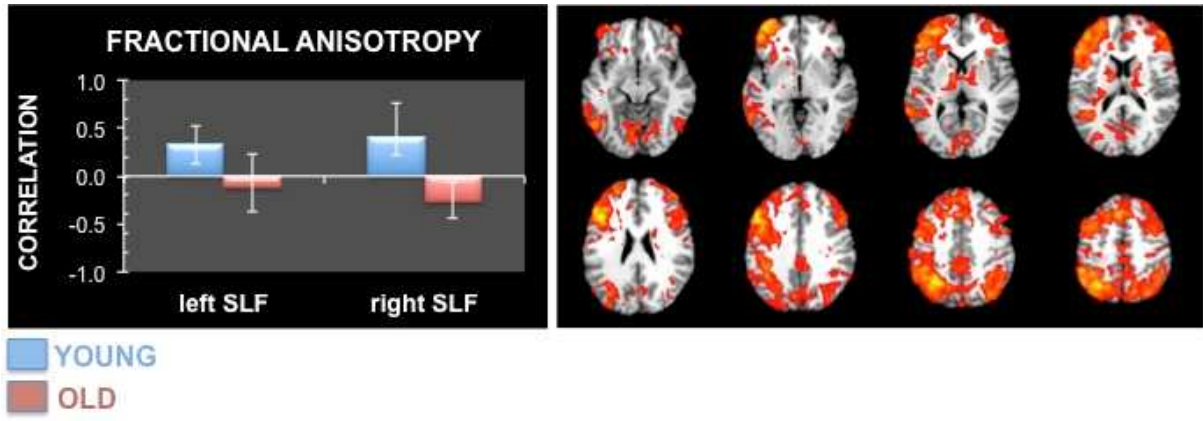 FRACTIONAL ANISOTROPY
CORRELATION
1.0
0.5
0.0
-0.5
-1.0
left SLF right SLF
YOUNG
OLD